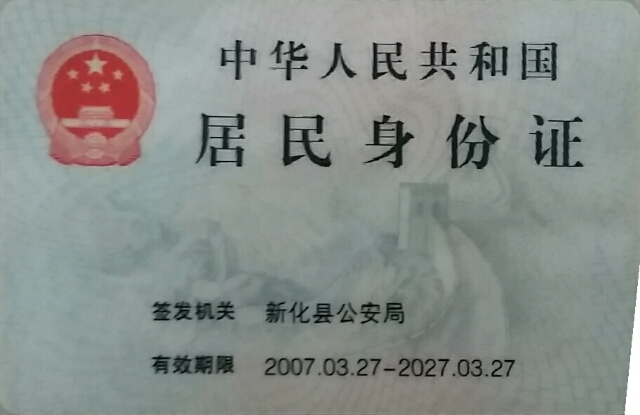 中华人民共和国
居民身份证
签发机关 新化县公安局
有效期限 2007.03.27-2027.03.27